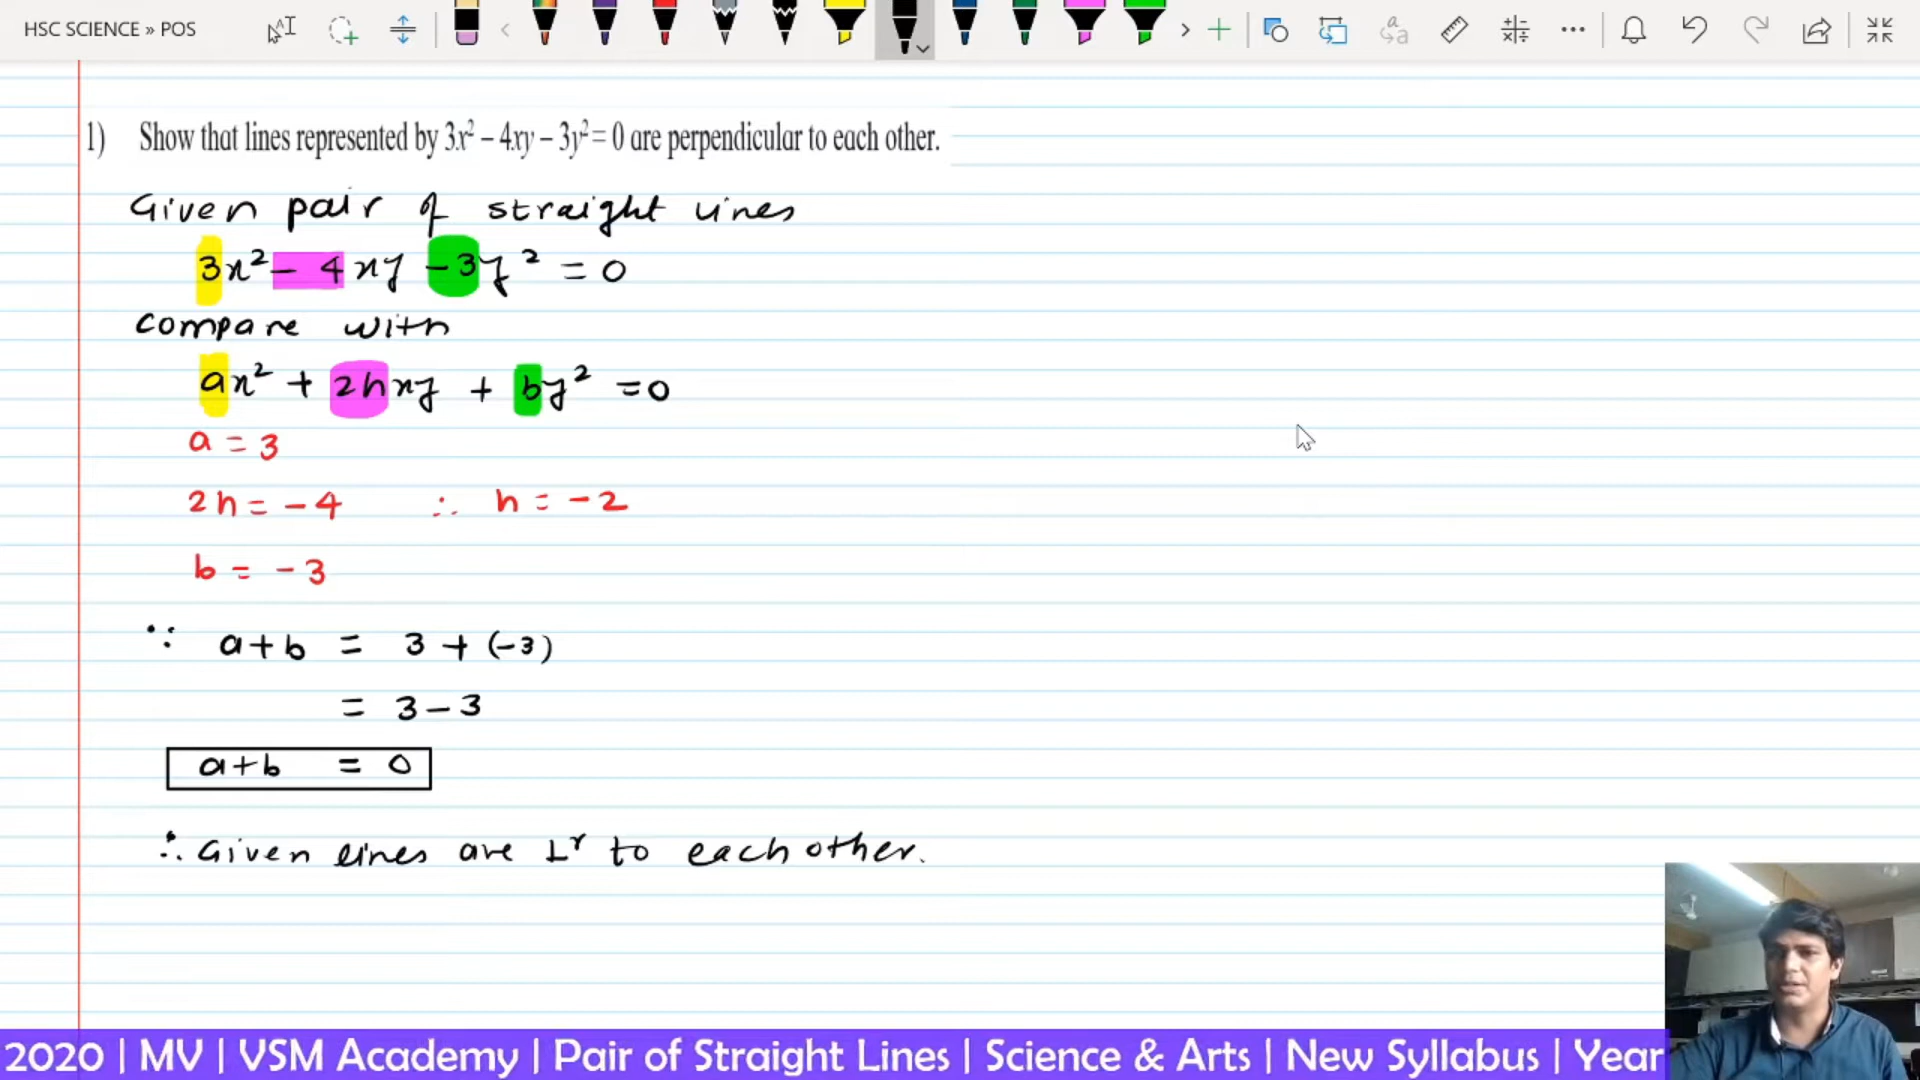 HSC SCIENCE » POS
1) Show that lines represented by 3x² – 4xy – 3y² = 0 are perpendicular to each other.
Given pair of straight lines
3x² – 4xy – 3y² = 0
compare with
ax² + 2hxy + by² = 0
a = 3
2h = – 4 ∴ h = – 2
b = – 3
∵ a + b = 3 + (–3)
= 3 – 3
a + b = 0
∴ Given lines are ⊥ʳ to each other.
2020 | MV | VSM Academy | Pair of Straight Lines | Science & Arts | New Syllabus | Year